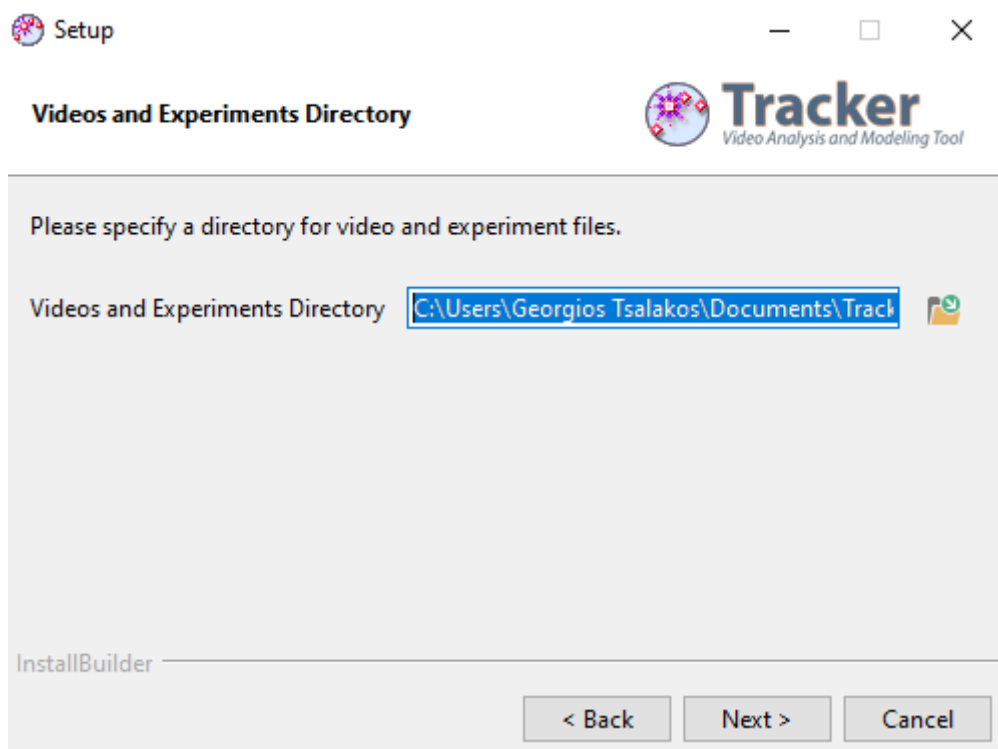 Setup
Videos and Experiments Directory
Tracker
Video Analysis and Modeling Tool
Please specify a directory for video and experiment files.
Videos and Experiments Directory C:\Users\Georgios Tsalakos\Documents\Track
InstallBuilder
< Back Next > Cancel